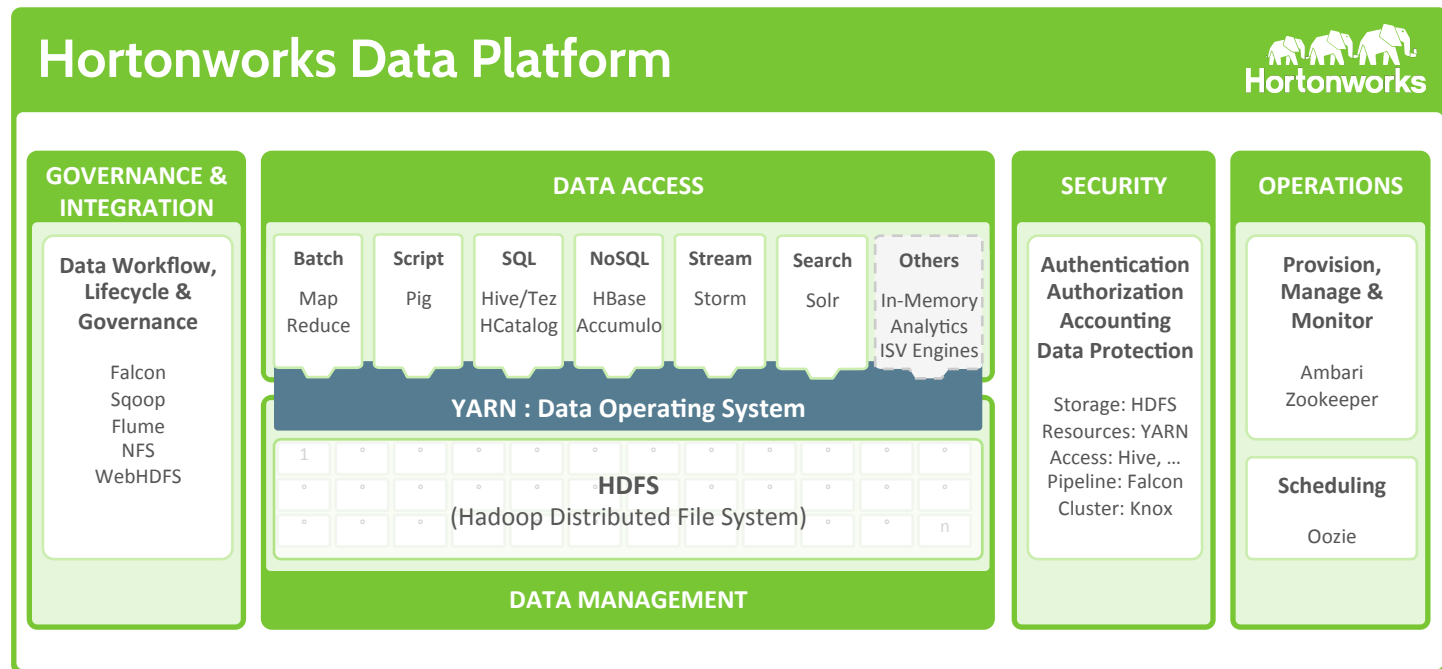 Hortonworks Data Platform
Hortonworks
GOVERNANCE &
INTEGRATION
Data Workflow,
Lifecycle &
Governance
Falcon
Sqoop
Flume
NFS
WebHDFS
DATA ACCESS
Batch
Map
Reduce
Script
Pig
SQL
Hive/Tez
HCatalog
NoSQL
HBase
Accumulo
Stream
Storm
Search
Solr
Others
In-Memory
Analytics
ISV Engines
YARN : Data Operating System
1
HDFS
(Hadoop Distributed File System)
n
DATA MANAGEMENT
SECURITY
Authentication
Authorization
Accounting
Data Protection
Storage: HDFS
Resources: YARN
Access: Hive, …
Pipeline: Falcon
Cluster: Knox
OPERATIONS
Provision,
Manage &
Monitor
Ambari
Zookeeper
Scheduling
Oozie